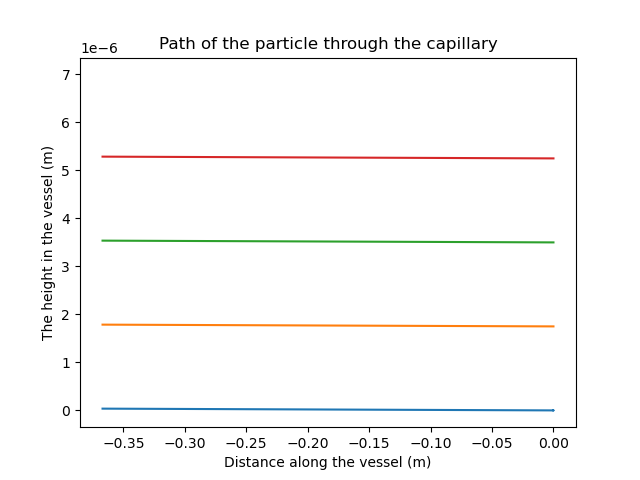 Path of the particle through the capillary
1e−6
7
6
5
4
3
2
1
0
The height in the vessel (m)
−0.35 −0.30 −0.25 −0.20 −0.15 −0.10 −0.05 0.00
Distance along the vessel (m)